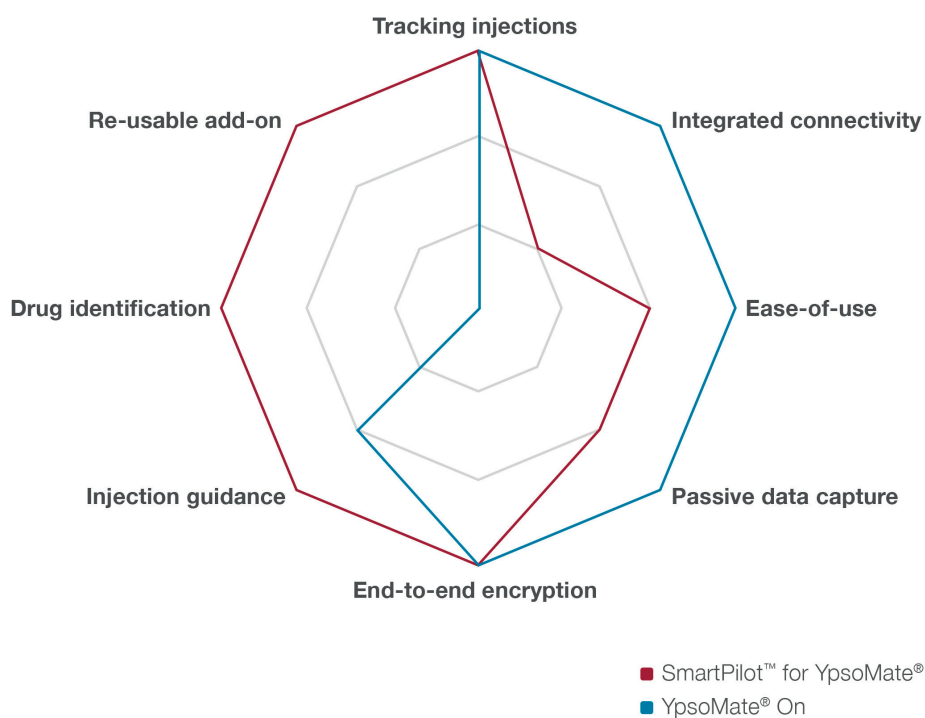 Tracking injections
Re-usable add-on
Integrated connectivity
Drug identification
Ease-of-use
Injection guidance
Passive data capture
End-to-end encryption
SmartPilot™ for YpsoMate®
YpsoMate® On